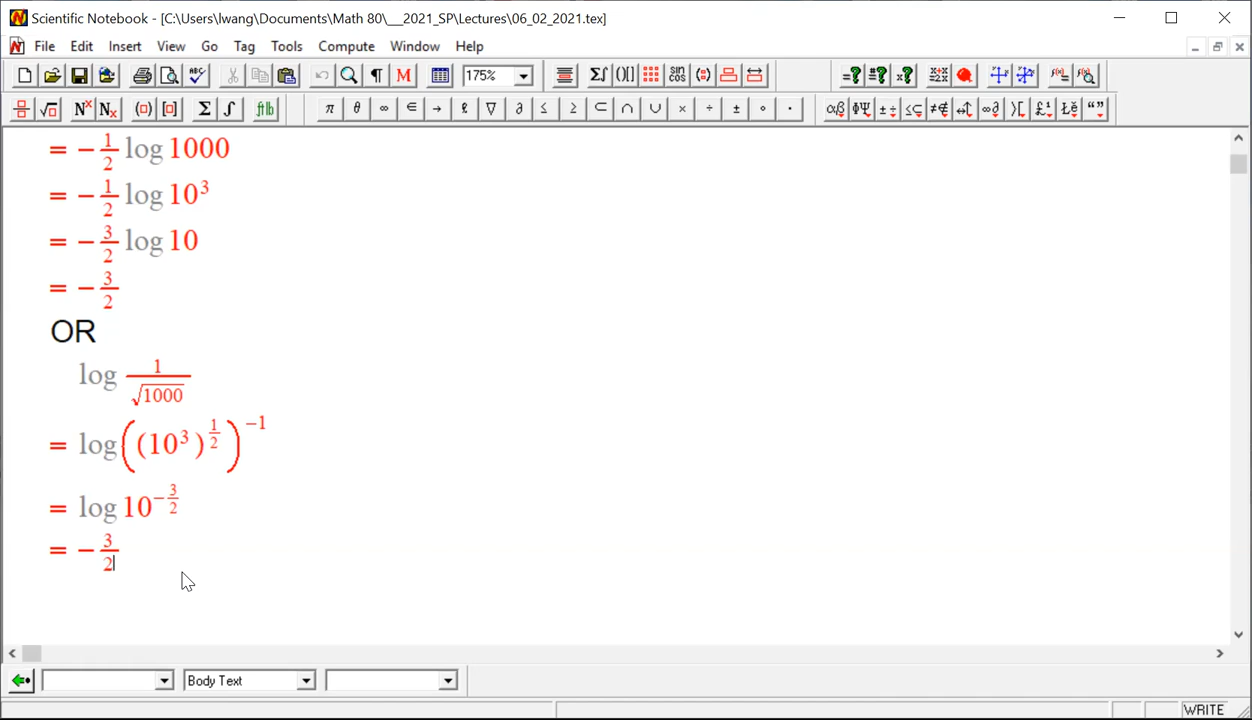 Scientific Notebook - [C:\Users\lwang\Documents\Math 80\__2021_SP\Lectures\06_02_2021.tex]
File Edit Insert View Go Tag Tools Compute Window Help
175%
= -1/2 log 1000
= -1/2 log 10^3
= -3/2 log 10
= -3/2
OR
log 1/√1000
= log((10^3)^(1/2))^-1
= log 10^(-3/2)
= -3/2
Body Text
WRITE